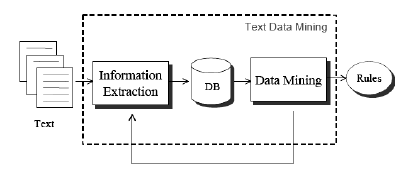 Text Data Mining
Information
Extraction
DB
Data Mining
Rules
Text